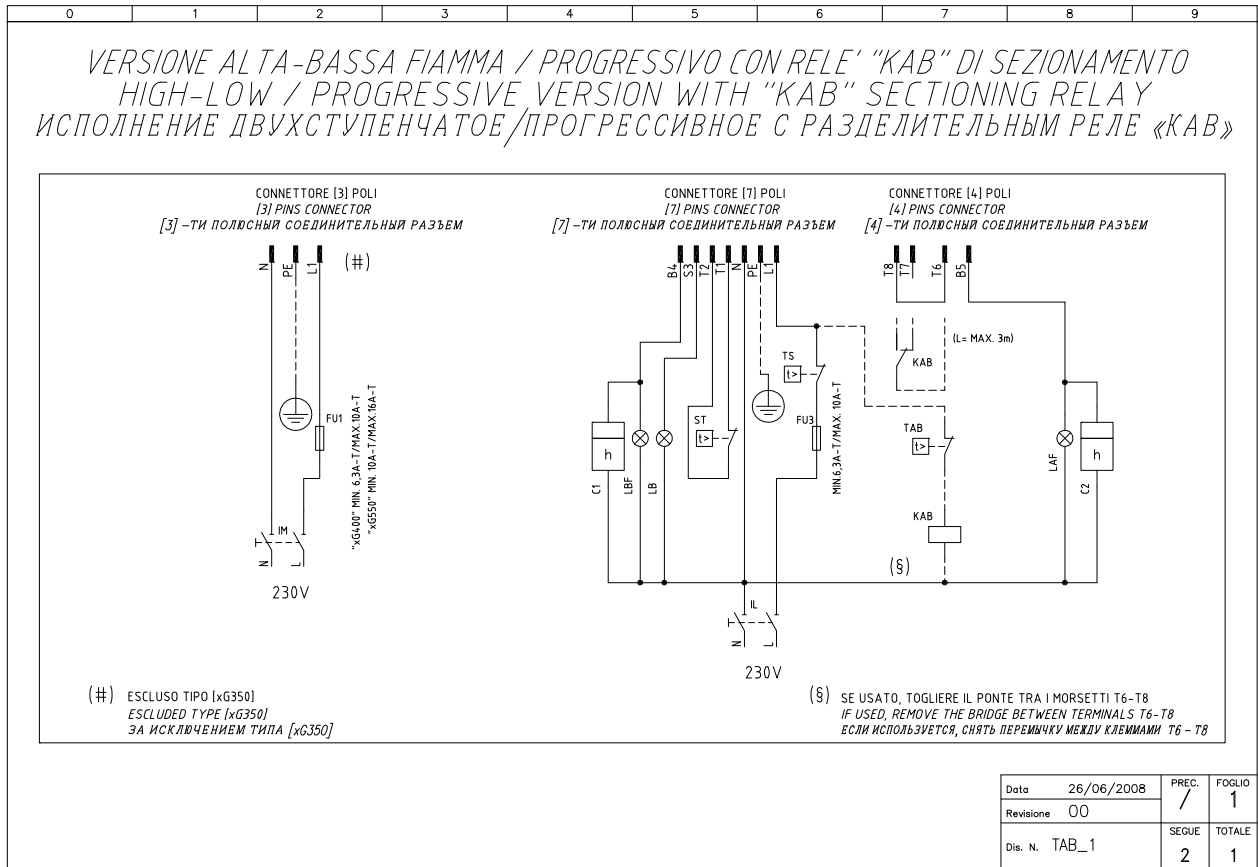 0 1 2 3 4 5 6 7 8 9
VERSIONE ALTA-BASSA FIAMMA / PROGRESSIVO CON RELE' "KAB" DI SEZIONAMENTO
HIGH-LOW / PROGRESSIVE VERSION WITH "KAB" SECTIONING RELAY
ИСПОЛНЕНИЕ ДВУХСТУПЕНЧАТОЕ/ПРОГРЕССИВНОЕ С РАЗДЕЛИТЕЛЬНЫМ РЕЛЕ «КАВ»
CONNETTORE [3] POLI
[3] PINS CONNECTOR
[3] -ТИ ПОЛЮСНЫЙ СОЕДИНИТЕЛЬНЫЙ РАЗЪЕМ
N PE L1 (#)
FU1
"xG400" MIN. 6,3A-T/MAX.10A-T
"xG550" MIN. 10A-T/MAX.16A-T
IM
N L
230V
CONNETTORE [7] POLI
[7] PINS CONNECTOR
[7] -ТИ ПОЛЮСНЫЙ СОЕДИНИТЕЛЬНЫЙ РАЗЪЕМ
B4 S3 T2 T1 N PE L1
TS
t>
ST
t>
FU3
MIN.6,3A-T/MAX. 10A-T
h
C1 LBF LB
IL
N L
230V
CONNETTORE [4] POLI
[4] PINS CONNECTOR
[4] -ТИ ПОЛЮСНЫЙ СОЕДИНИТЕЛЬНЫЙ РАЗЪЕМ
T8 T7 T6 B5
(L= MAX. 3m)
KAB
TAB
t>
KAB
(§)
LAF
h
C2
(#) ESCLUSO TIPO [xG350]
ESCLUDED TYPE [xG350]
ЗА ИСКЛЮЧЕНИЕМ ТИПА [xG350]
(§) SE USATO, TOGLIERE IL PONTE TRA I MORSETTI T6-T8
IF USED, REMOVE THE BRIDGE BETWEEN TERMINALS T6-T8
ЕСЛИ ИСПОЛЬЗУЕТСЯ, СНЯТЬ ПЕРЕМЫЧКУ МЕЖДУ КЛЕММАМИ T6 - T8
Data 26/06/2008
Revisione 00
Dis. N. TAB_1
PREC. FOGLIO
/ 1
SEGUE TOTALE
2 1